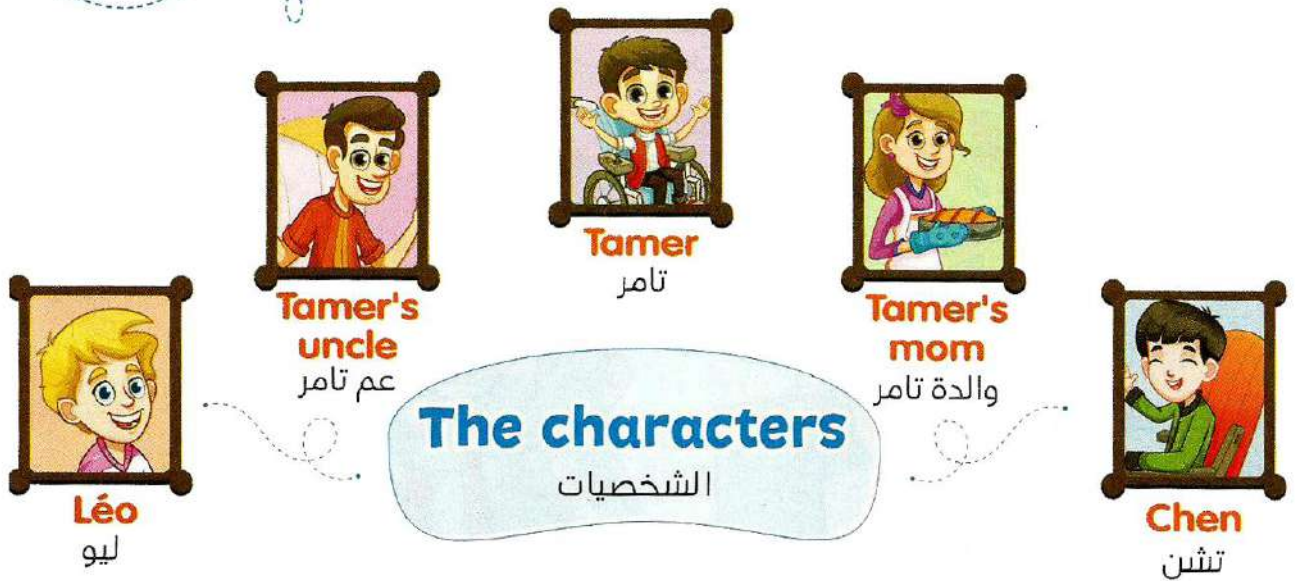 Tamer
تامر
Tamer's
uncle
عم تامر
Tamer's
mom
والدة تامر
The characters
الشخصيات
Léo
ليو
Chen
تشن